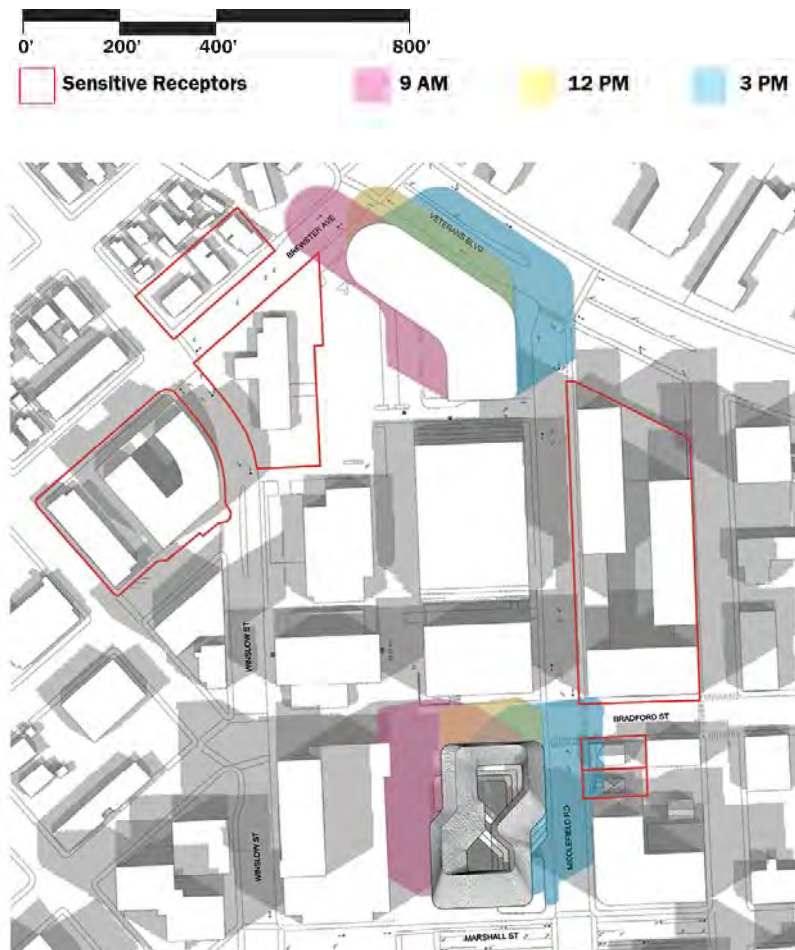 0' 200' 400' 800'
Sensitive Receptors 9 AM 12 PM 3 PM
BREWSTER AVE
VETERANS BLVD
WINSLOW ST
BRADFORD ST
MIDDLEFIELD RD
WINSLOW ST
MARSHALL ST